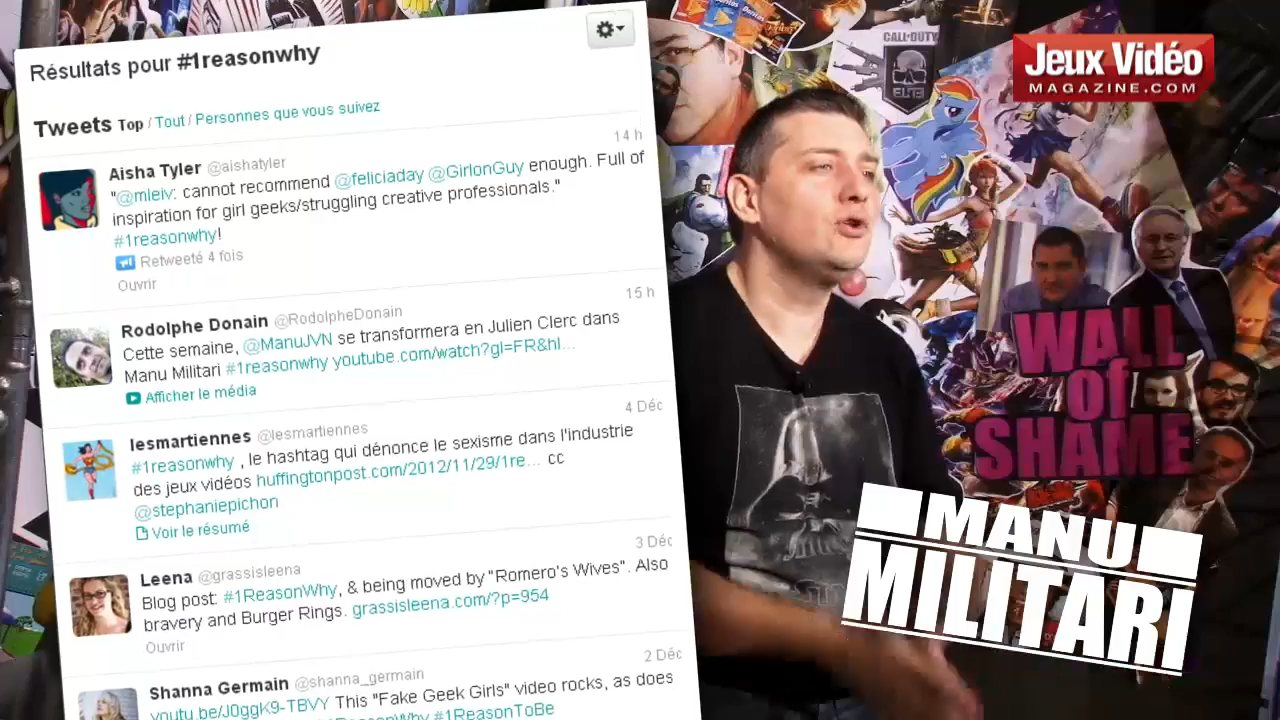 Résultats pour #1reasonwhy
Tweets Top / Tout / Personnes que vous suivez
14 h
Aisha Tyler @aishatyler
"@mleiv: cannot recommend @feliciaday @GirlonGuy enough. Full of
inspiration for girl geeks/struggling creative professionals."
#1reasonwhy!
Retweeté 4 fois
Ouvrir
15 h
Rodolphe Donain @RodolpheDonain
Cette semaine, @ManuJVN se transformera en Julien Clerc dans
Manu Militari #1reasonwhy youtube.com/watch?gl=FR&hl...
Afficher le média
4 Déc
lesmartiennes @lesmartiennes
#1reasonwhy , le hashtag qui dénonce le sexisme dans l'industrie
des jeux vidéos huffingtonpost.com/2012/11/29/1re... cc
@stephaniepichon
Voir le résumé
3 Déc
Leena @grassisleena
Blog post: #1ReasonWhy, & being moved by "Romero's Wives". Also
bravery and Burger Rings. grassisleena.com/?p=954
Ouvrir
2 Déc
Shanna Germain @shanna_germain
youtu.be/J0ggK9-TBVY This "Fake Geek Girls" video rocks, as does
#1ReasonWhy #1ReasonToBe
Doritos
CALL OF DUTY
ELITE
Jeux Vidéo
MAGAZINE.COM
WALL
of
SHAME
MANU
MILITARI